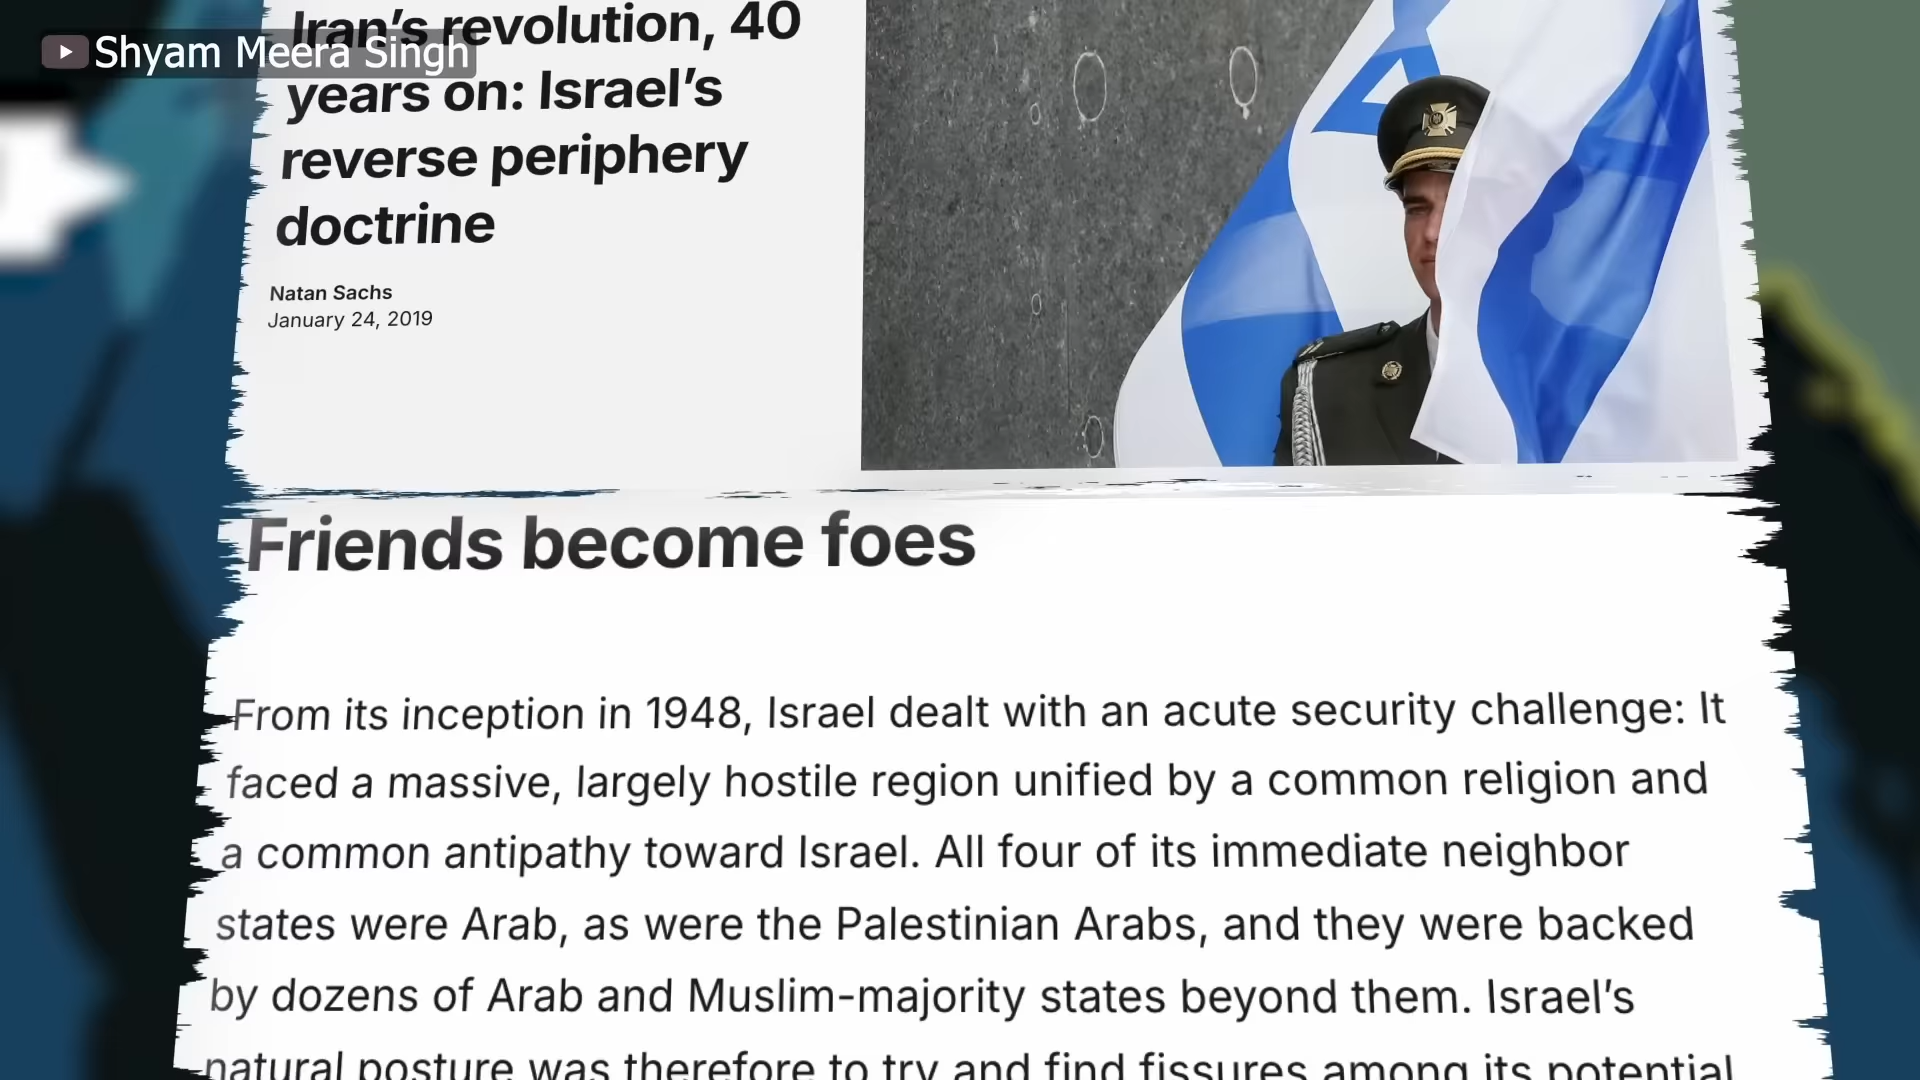 Shyam Meera Singh
Iran’s revolution, 40
years on: Israel’s
reverse periphery
doctrine
Natan Sachs
January 24, 2019
Friends become foes
From its inception in 1948, Israel dealt with an acute security challenge: It
faced a massive, largely hostile region unified by a common religion and
a common antipathy toward Israel. All four of its immediate neighbor
states were Arab, as were the Palestinian Arabs, and they were backed
by dozens of Arab and Muslim-majority states beyond them. Israel’s
natural posture was therefore to try and find fissures among its potential